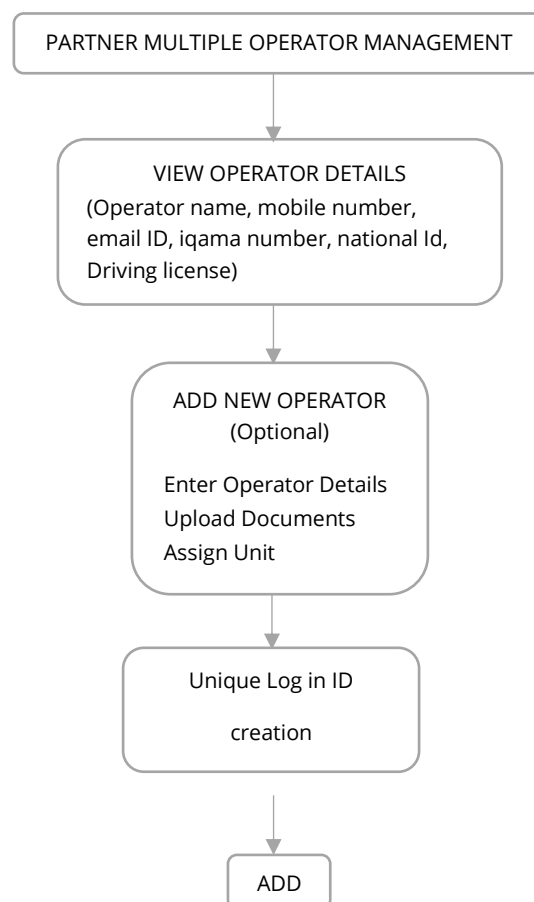 PARTNER MULTIPLE OPERATOR MANAGEMENT
VIEW OPERATOR DETAILS
(Operator name, mobile number,
email ID, iqama number, national Id,
Driving license)
ADD NEW OPERATOR
(Optional)
Enter Operator Details
Upload Documents
Assign Unit
Unique Log in ID
creation
ADD